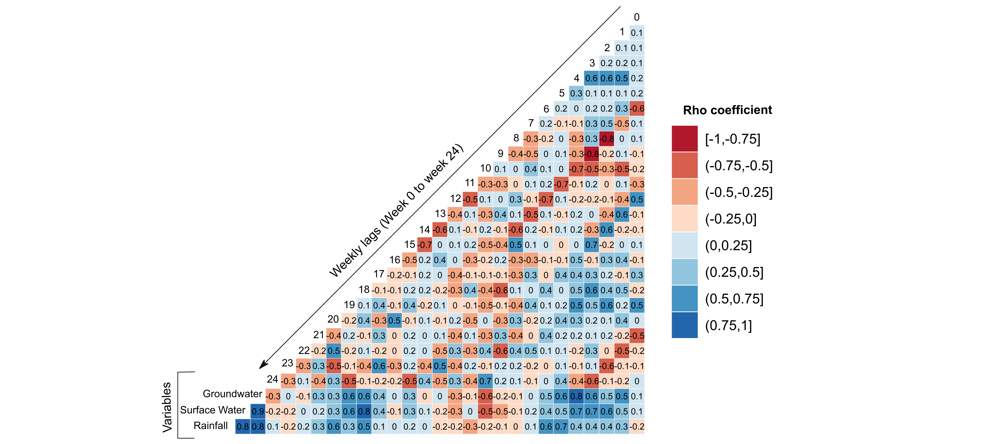 0
1 0.1
2 0.1 0.1
3 0.2 0.2 0.1
4 0.6 0.6 0.5 0.2
5 0.3 0.1 0.1 0.1 0.2
6 0.2 0 0.2 0.2 0.3 -0.6
7 0.2 -0.1 -0.1 0.3 0.5 -0.5 0.1
8 -0.3 -0.2 0 -0.3 0.3 -0.8 0 0.1
9 -0.4 -0.5 0 0.1 -0.3 -0.8 -0.2 0.1 -0.1
10 0.1 0 0.4 0.1 0 -0.7 -0.5 -0.3 -0.5 -0.2
11 -0.3 -0.3 0 0.1 0.2 -0.7 -0.1 0.2 0 0.1 -0.3
12 -0.5 0.1 0 0.3 -0.1 -0.7 0.1 -0.2 -0.2 -0.1 -0.4 0.5
13 -0.4 0.1 -0.3 0.4 0.1 -0.5 0.1 -0.1 0.2 0 -0.4 0.6 -0.1
14 -0.6 0.1 -0.1 0.2 -0.1 -0.6 0.2 -0.1 0.1 0.2 -0.3 0.6 -0.2 -0.1
15 -0.7 0 0.1 0.2 -0.5 -0.4 0.5 0.1 0 0 0 0.7 -0.2 0 0.1
16 -0.5 0.2 0.4 0 -0.3 -0.2 0.2 -0.3 -0.3 -0.1 -0.1 0.5 -0.1 0.3 0.4 -0.1
17 -0.2 -0.1 0.2 0 -0.4 -0.1 -0.1 -0.1 -0.3 0.3 0 0.4 0.4 0.3 0.2 -0.1 0.3
18 -0.1 -0.1 0.2 0.2 -0.2 -0.3 0.4 -0.4 -0.6 0.1 0 0.4 0 0.5 0.6 0.4 0.5 -0.2
19 0.1 0.4 -0.1 0.4 -0.2 0.1 0 -0.1 -0.5 -0.1 -0.4 0.4 0.1 0.2 0.5 0.5 0.6 0.2 0.5
20 -0.2 0.4 -0.3 0.5 -0.1 0.1 -0.1 0.2 -0.5 0 -0.3 0.3 -0.2 0.2 0.4 0.3 0.2 0.1 0.4 0
21 -0.4 0.2 -0.1 0.3 0 0.2 0 0.1 -0.4 0.1 -0.3 0.3 -0.4 0 0.4 0.2 0.2 0.1 0.2 -0.2 -0.5
22 -0.2 0.5 -0.2 0.1 -0.2 0 0.2 0 -0.5 0.3 -0.3 0.4 -0.6 0.4 0.5 0.1 0.1 -0.2 0.3 0 -0.5 -0.2
23 -0.3 0.3 -0.5 -0.1 -0.4 0.6 -0.3 0.2 -0.4 0.5 -0.4 0.2 -0.1 0.2 0.2 -0.2 0 0.1 -0.1 0.1 -0.6 -0.1 -0.1
24 -0.3 0.1 -0.4 0.3 -0.5 -0.1 -0.2 -0.2 -0.5 0.4 -0.5 0.3 -0.4 0.7 0.2 0.1 -0.1 0 0.4 -0.4 -0.6 -0.1 -0.2 0
Groundwater -0.3 0 -0.1 0.3 0.3 0.6 0.6 0.4 0 0.3 0 0 -0.3 -0.1 -0.6 -0.2 -0.1 0 0.5 0.6 0.8 0.6 0.5 0.5 0.1
Surface Water 0.9 -0.2 -0.2 0 0.2 0.3 0.6 0.8 0.4 -0.1 0.3 0.1 -0.2 -0.3 0 -0.5 -0.5 -0.1 0.2 0.4 0.5 0.7 0.7 0.6 0.5 0.1
Rainfall 0.8 0.8 0.1 -0.2 0.2 0.3 0.6 0.3 0.5 0.1 0 0.2 0 -0.2 -0.2 -0.3 -0.2 -0.1 0 0.1 0.6 0.7 0.4 0.4 0.4 0.3 -0.2
Weekly lags (Week 0 to week 24)
Variables
Rho coefficient
[-1,-0.75]
(-0.75,-0.5]
(-0.5,-0.25]
(-0.25,0]
(0,0.25]
(0.25,0.5]
(0.5,0.75]
(0.75,1]